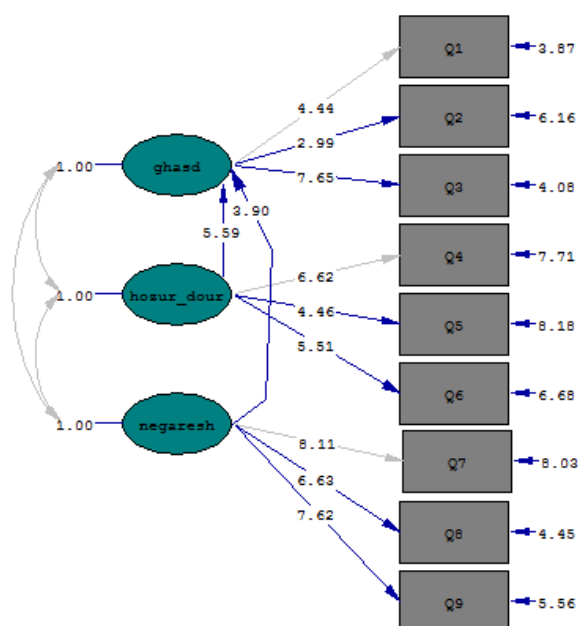 Q1
3.87
4.44
Q2
6.16
1.00
ghasd
2.99
Q3
4.08
7.65
3.90
5.59
Q4
7.71
6.62
1.00
hosur_dour
4.46
Q5
8.18
5.51
Q6
6.68
1.00
negaresh
8.11
Q7
8.03
6.63
7.62
Q8
4.45
Q9
5.56